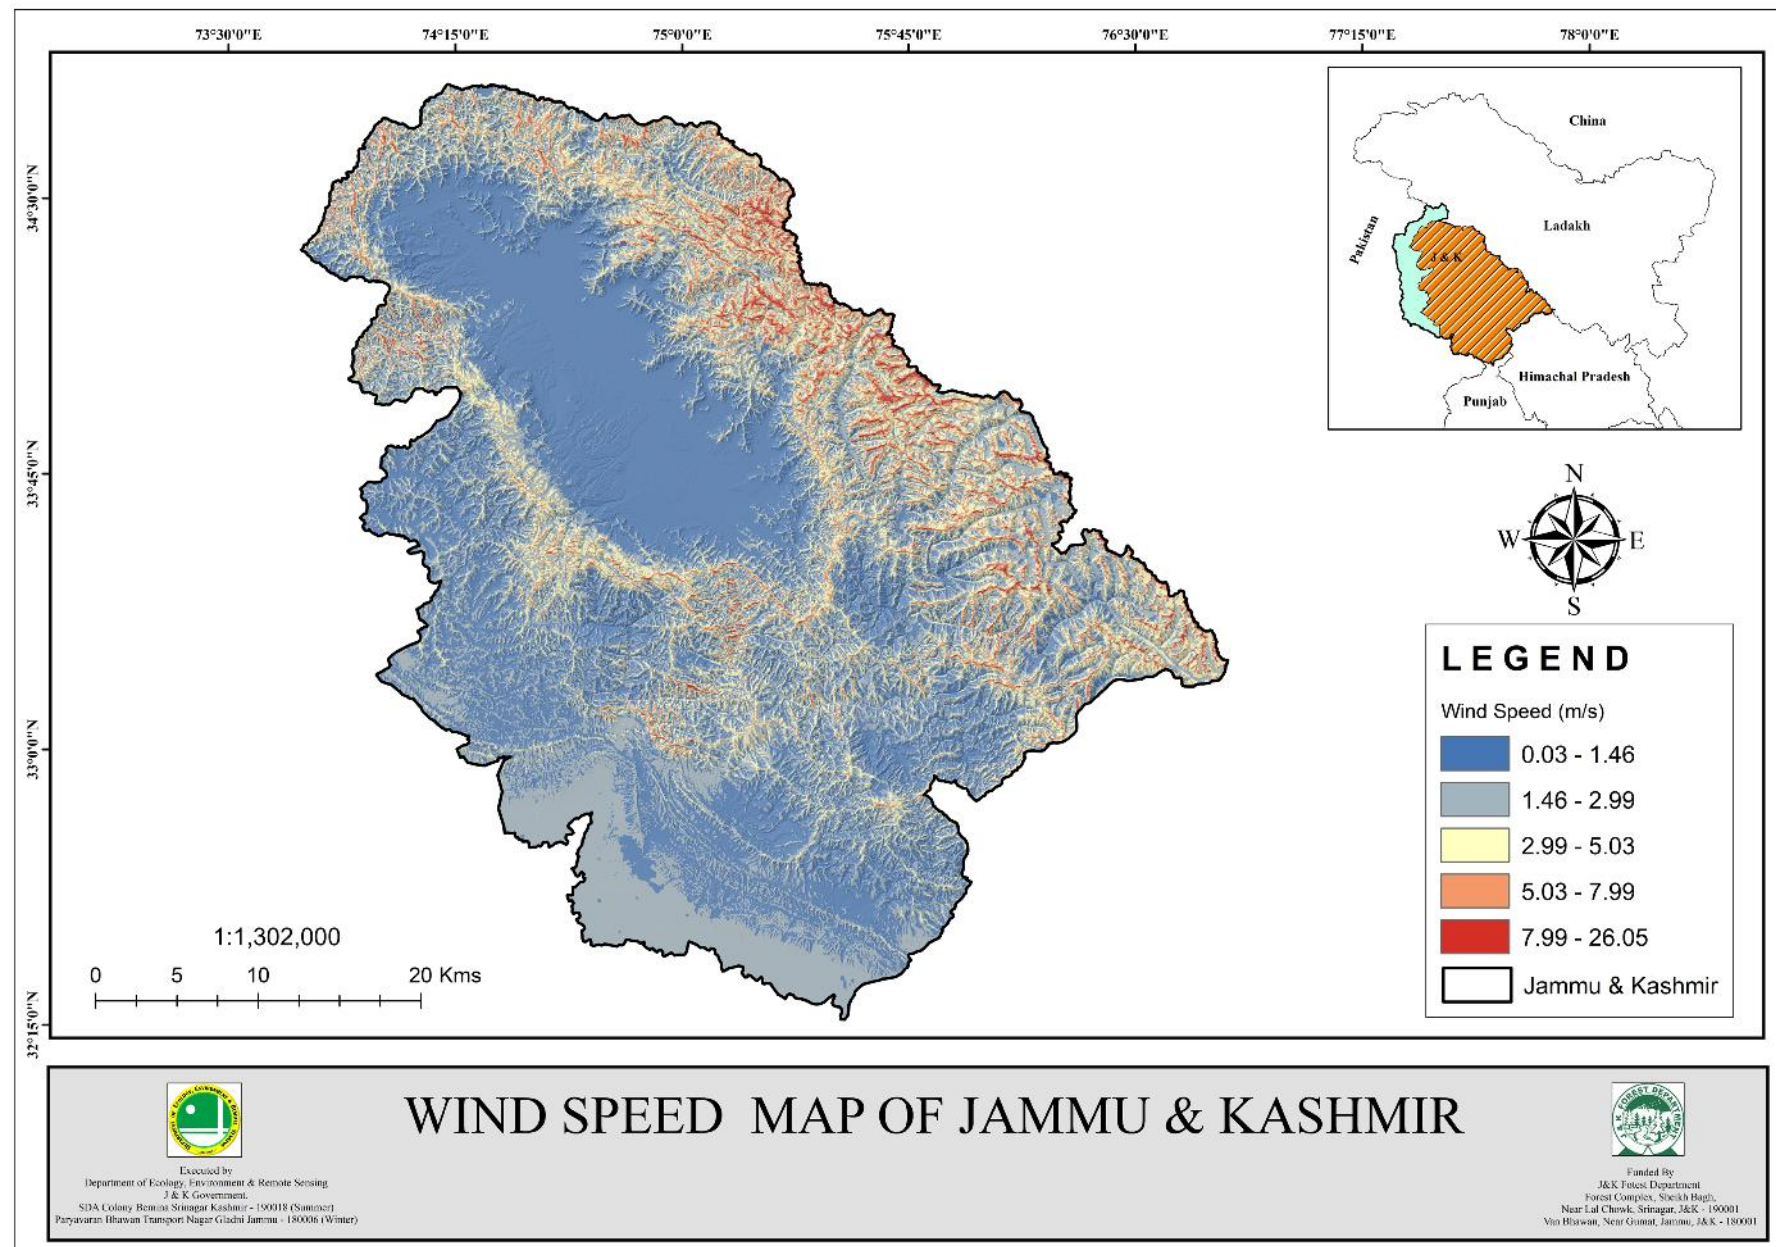 73°30'0"E
74°15'0"E
75°0'0"E
75°45'0"E
76°30'0"E
77°15'0"E
78°0'0"E
34°30'0"N
33°45'0"N
33°0'0"N
32°15'0"N
China
Pakistan
Ladakh
J & K
Himachal Pradesh
Punjab
N
W
E
S
LEGEND
Wind Speed (m/s)
0.03 - 1.46
1.46 - 2.99
2.99 - 5.03
5.03 - 7.99
7.99 - 26.05
Jammu & Kashmir
1:1,302,000
0 5 10 20 Kms
WIND SPEED MAP OF JAMMU & KASHMIR
Executed by
Department of Ecology, Environment & Remote Sensing
J & K Government.
SDA Colony Bemina Srinagar Kashmir - 190018 (Summer)
Paryavaran Bhawan Transport Nagar Gladni Jammu - 180006 (Winter)
J & K FOREST DEPARTMENT
Funded By
J&K Forest Department
Forest Complex, Sheikh Bagh,
Near Lal Chowk, Srinagar, J&K - 190001
Van Bhawan, Near Gumat, Jammu, J&K - 180001